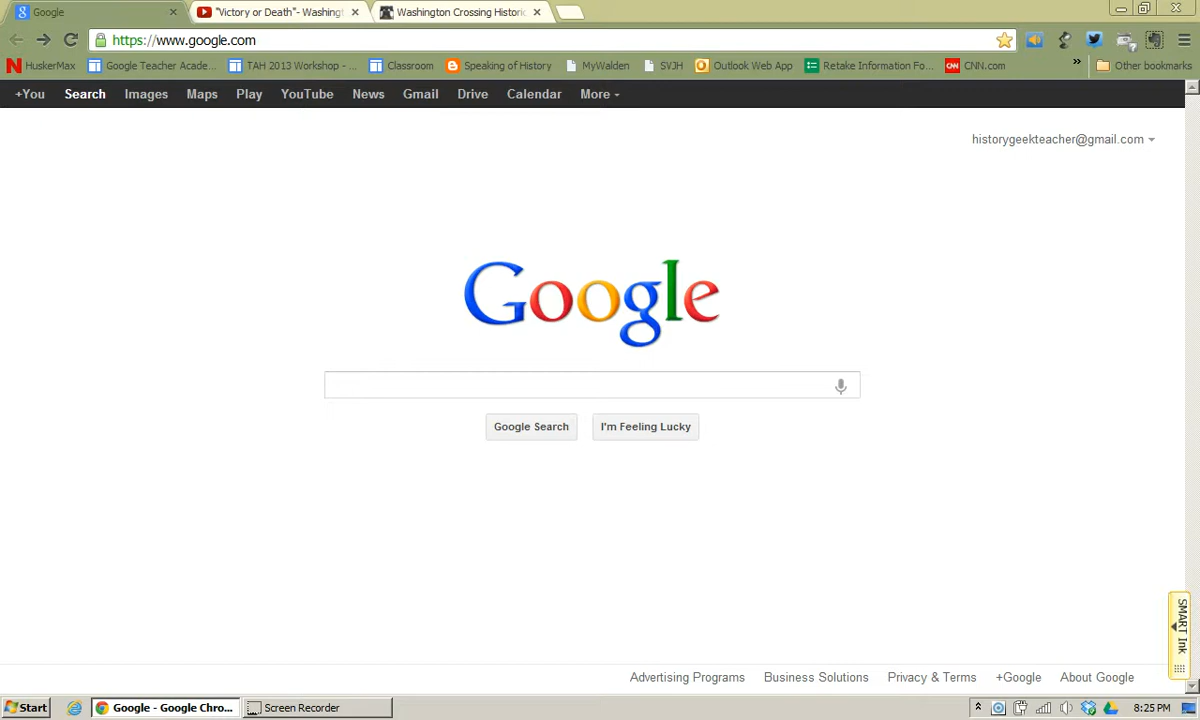 Google
"Victory or Death"- Washingt
Washington Crossing Historic
https://www.google.com
HuskerMax
Google Teacher Acade...
TAH 2013 Workshop - ...
Classroom
Speaking of History
MyWalden
SVJH
Outlook Web App
Retake Information Fo...
CNN
CNN.com
»
Other bookmarks
+You
Search
Images
Maps
Play
YouTube
News
Gmail
Drive
Calendar
More
historygeekteacher@gmail.com
Google
Google Search
I'm Feeling Lucky
SMART Ink
Advertising Programs
Business Solutions
Privacy & Terms
+Google
About Google
Start
Google - Google Chro...
Screen Recorder
8:25 PM